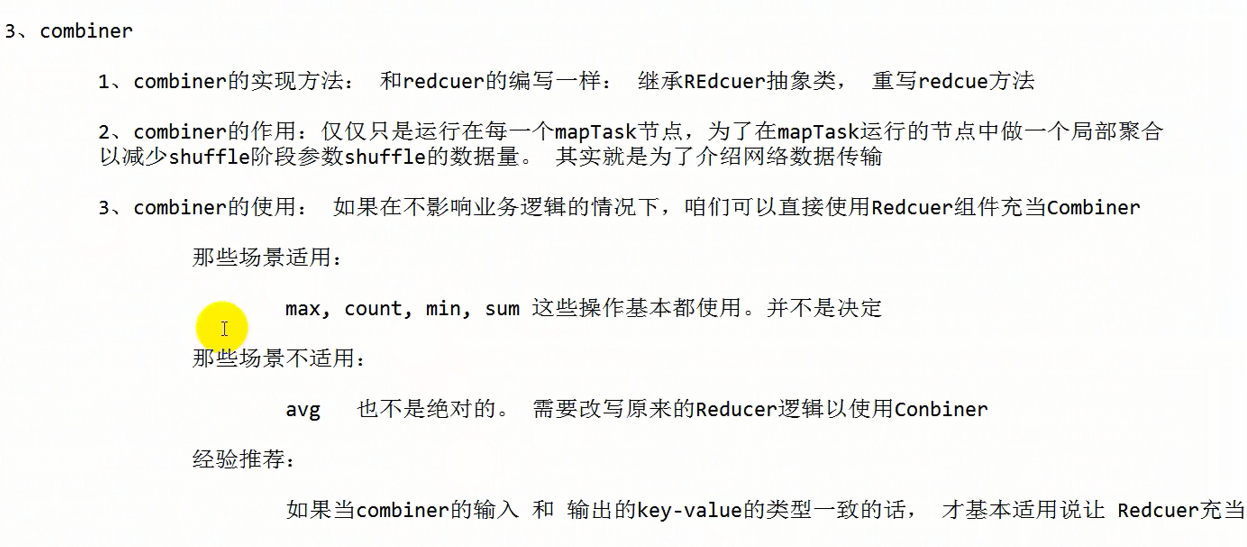 3、combiner
1、combiner的实现方法： 和redcuer的编写一样： 继承REdcuer抽象类， 重写redcue方法
2、combiner的作用：仅仅只是运行在每一个mapTask节点，为了在mapTask运行的节点中做一个局部聚合
以减少shuffle阶段参数shuffle的数据量。 其实就是为了介绍网络数据传输
3、combiner的使用： 如果在不影响业务逻辑的情况下，咱们可以直接使用Redcuer组件充当Combiner
那些场景适用：
max, count, min, sum 这些操作基本都使用。并不是决定
那些场景不适用：
avg 也不是绝对的。 需要改写原来的Reducer逻辑以使用Conbiner
经验推荐：
如果当combiner的输入 和 输出的key-value的类型一致的话， 才基本适用说让 Redcuer充当